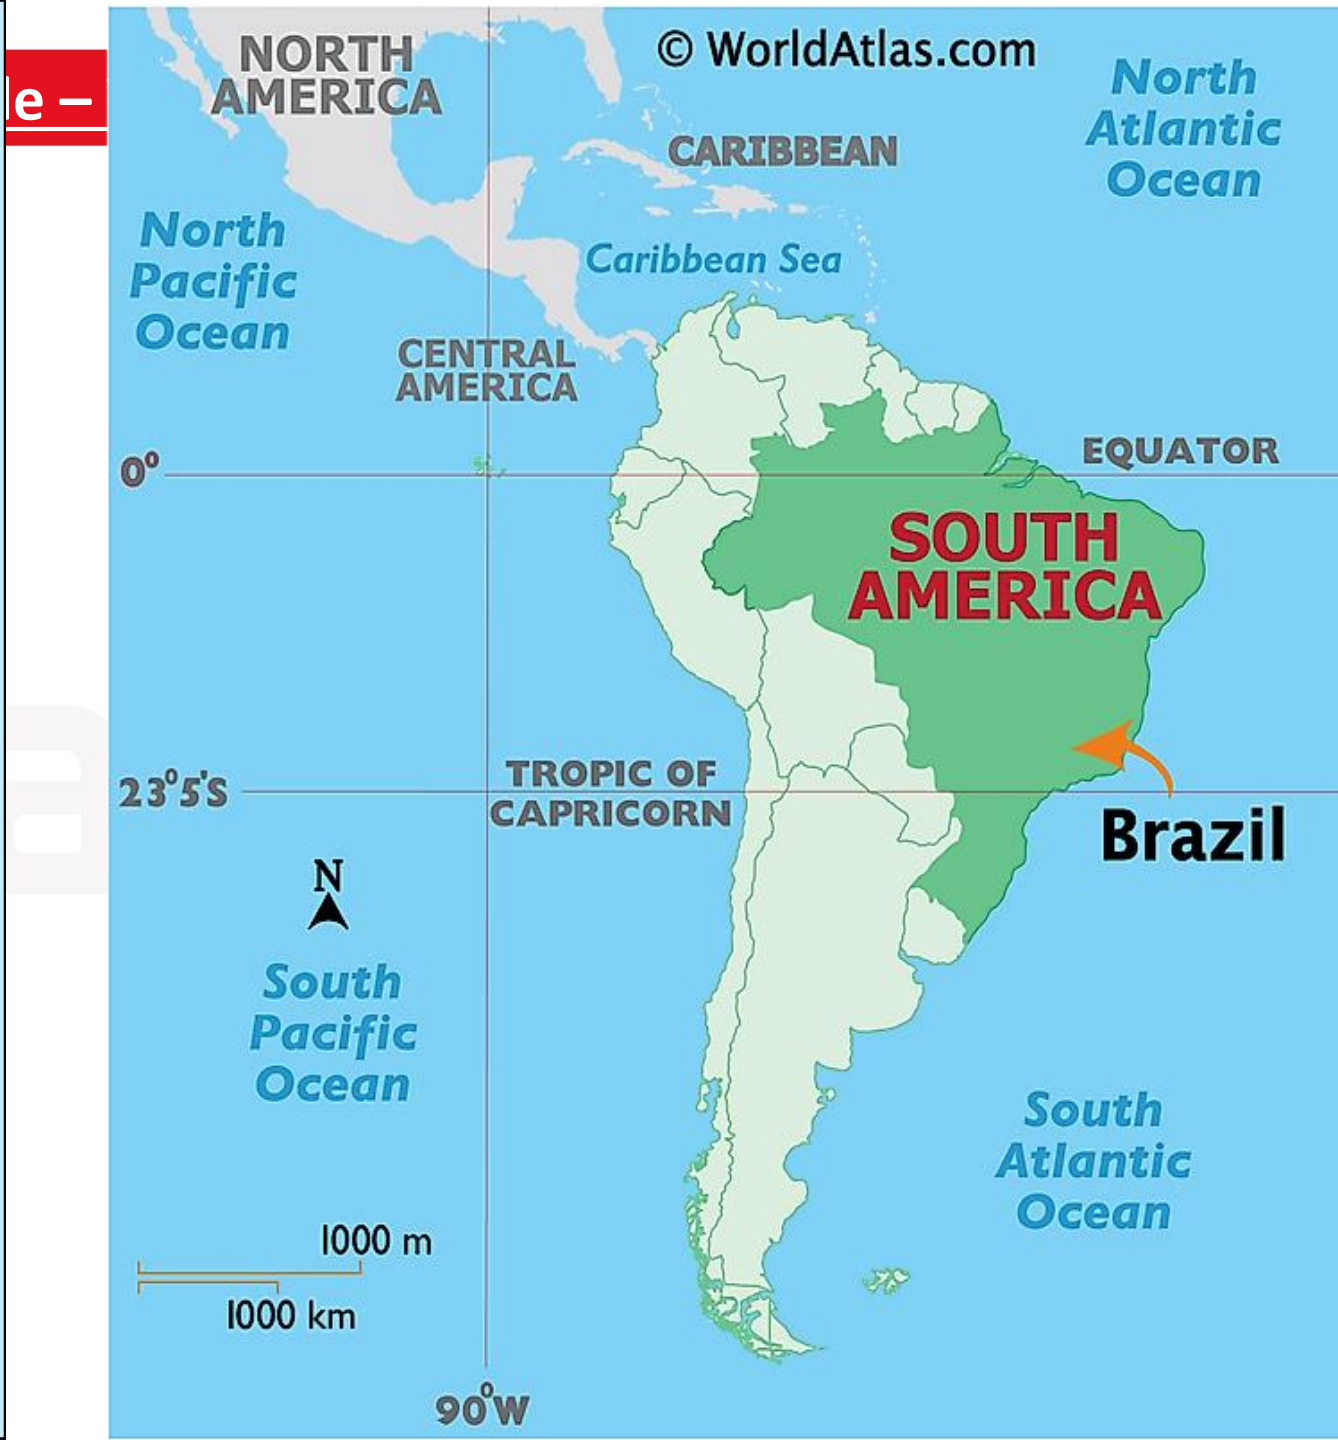 le –
© WorldAtlas.com
NORTH
AMERICA
North
Atlantic
Ocean
CARIBBEAN
North
Pacific
Ocean
Caribbean Sea
CENTRAL
AMERICA
EQUATOR
0°
SOUTH
AMERICA
TROPIC OF
CAPRICORN
23°5'S
Brazil
N
South
Pacific
Ocean
South
Atlantic
Ocean
1000 m
1000 km
90°W